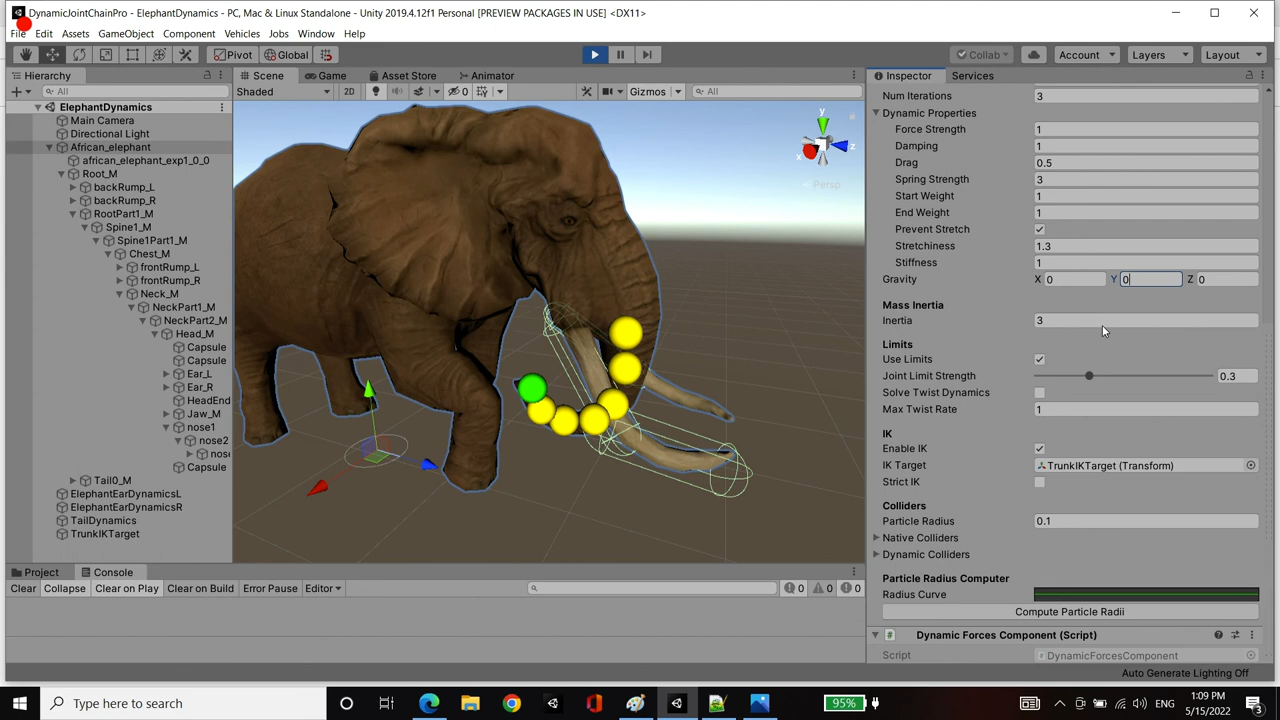 DynamicJointChainPro - ElephantDynamics - PC, Mac & Linux Standalone - Unity 2019.4.12f1 Personal [PREVIEW PACKAGES IN USE] <DX11>
File Edit Assets GameObject Component Vehicles Jobs Window Help
Pivot Global Collab Account Layers Layout
Hierarchy
All
ElephantDynamics
Main Camera
Directional Light
African_elephant
african_elephant_exp1_0_0
Root_M
backRump_L
backRump_R
RootPart1_M
Spine1_M
Spine1Part1_M
Chest_M
frontRump_L
frontRump_R
Neck_M
NeckPart1_M
NeckPart2_M
Head_M
Capsule
Capsule
Ear_L
Ear_R
HeadEnd
Jaw_M
nose1
nose2
nose
Capsule
Tail0_M
ElephantEarDynamicsL
ElephantEarDynamicsR
TailDynamics
TrunkIKTarget
Scene Game Asset Store Animator
Shaded 2D 0 Gizmos All
y
x z
Persp
Project Console
Clear Collapse Clear on Play Clear on Build Error Pause Editor 0 0 0
Inspector Services
Num Iterations 3
Dynamic Properties
Force Strength 1
Damping 1
Drag 0.5
Spring Strength 3
Start Weight 1
End Weight 1
Prevent Stretch
Stretchiness 1.3
Stiffness 1
Gravity X 0 Y 0 Z 0
Mass Inertia
Inertia 3
Limits
Use Limits
Joint Limit Strength 0.3
Solve Twist Dynamics
Max Twist Rate 1
IK
Enable IK
IK Target TrunkIKTarget (Transform)
Strict IK
Colliders
Particle Radius 0.1
Native Colliders
Dynamic Colliders
Particle Radius Computer
Radius Curve
Compute Particle Radii
# Dynamic Forces Component (Script)
Script DynamicForcesComponent
Auto Generate Lighting Off
Type here to search
95%
ENG
1:09 PM
5/15/2022
3